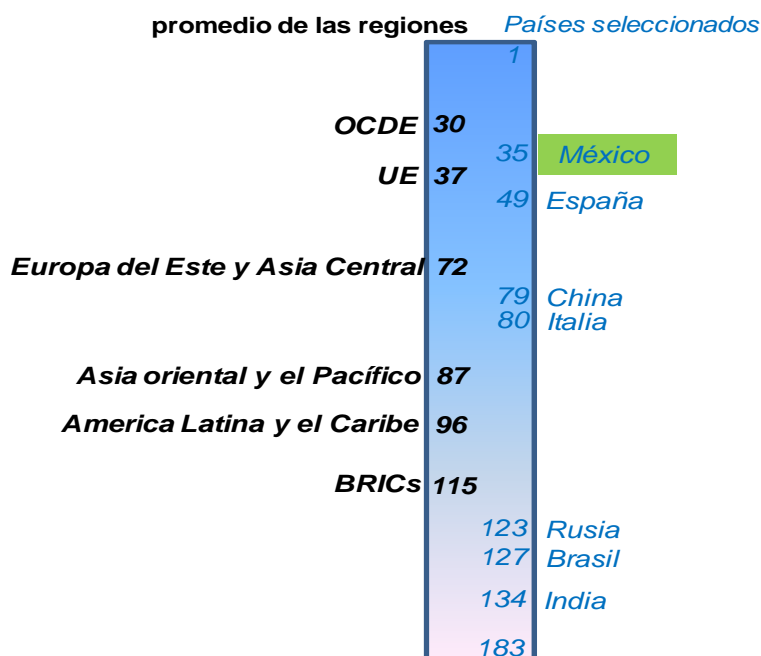 promedio de las regiones Países seleccionados
1
OCDE 30
35 México
UE 37
49 España
Europa del Este y Asia Central 72
79 China
80 Italia
Asia oriental y el Pacífico 87
America Latina y el Caribe 96
BRICs 115
123 Rusia
127 Brasil
134 India
183